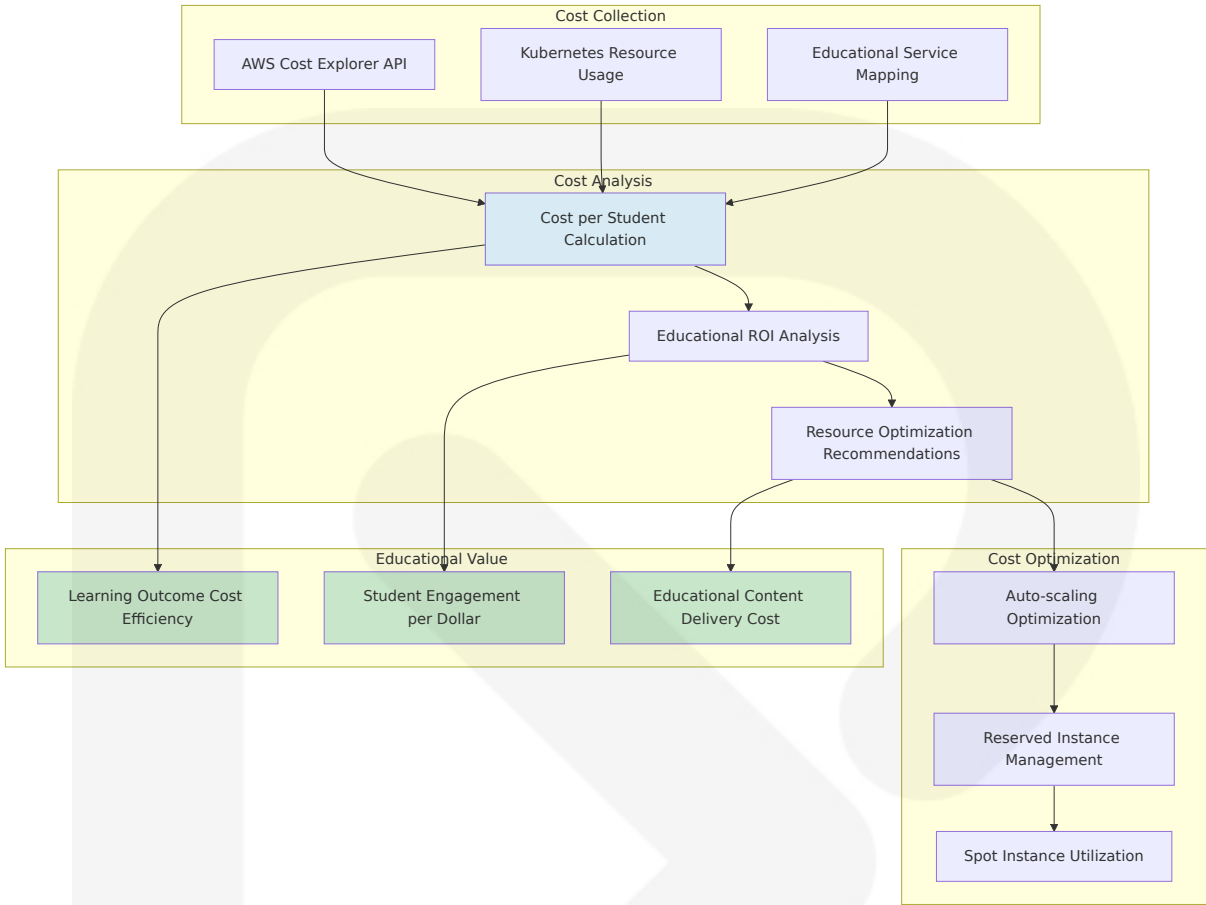 Cost Collection
AWS Cost Explorer API
Kubernetes Resource
Usage
Educational Service
Mapping
Cost Analysis
Cost per Student
Calculation
Educational ROI Analysis
Resource Optimization
Recommendations
Educational Value
Learning Outcome Cost
Efficiency
Student Engagement
per Dollar
Educational Content
Delivery Cost
Cost Optimization
Auto-scaling
Optimization
Reserved Instance
Management
Spot Instance Utilization